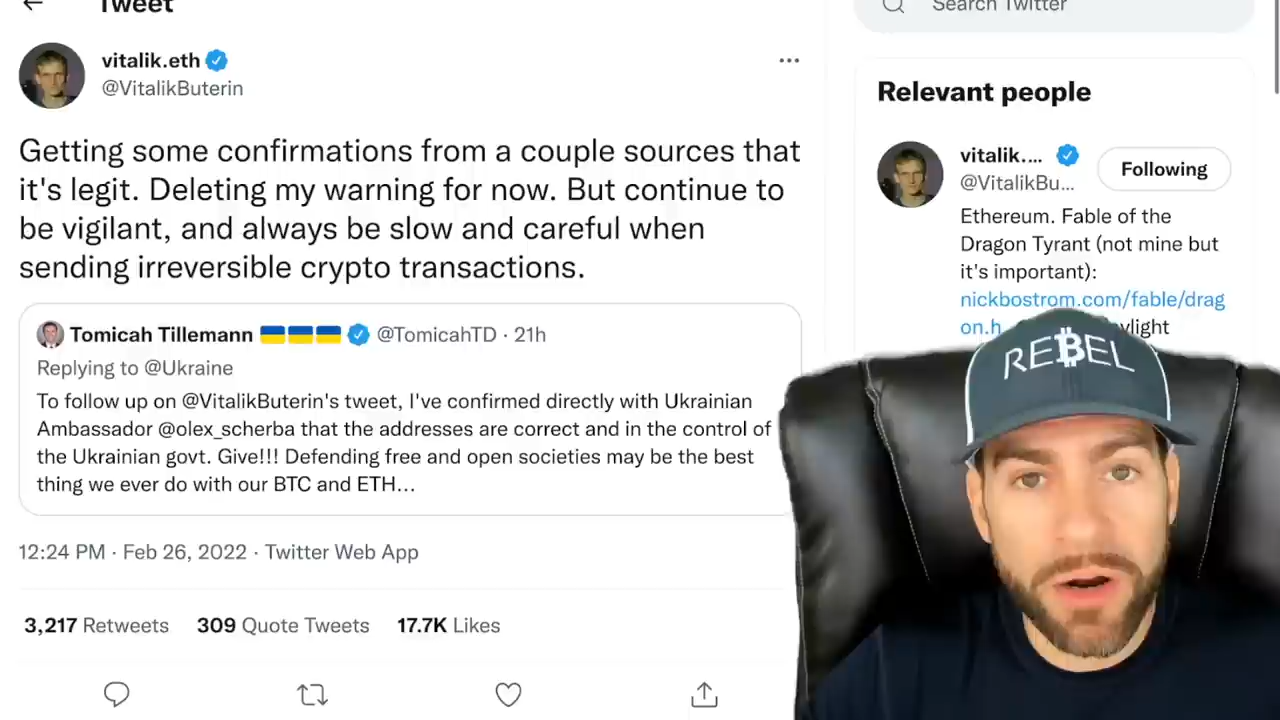 Tweet
Search Twitter
vitalik.eth
@VitalikButerin
Getting some confirmations from a couple sources that
it's legit. Deleting my warning for now. But continue to
be vigilant, and always be slow and careful when
sending irreversible crypto transactions.
Tomicah Tillemann @TomicahTD · 21h
Replying to @Ukraine
To follow up on @VitalikButerin's tweet, I've confirmed directly with Ukrainian
Ambassador @olex_scherba that the addresses are correct and in the control of
the Ukrainian govt. Give!!! Defending free and open societies may be the best
thing we ever do with our BTC and ETH...
12:24 PM · Feb 26, 2022 · Twitter Web App
3,217 Retweets 309 Quote Tweets 17.7K Likes
Relevant people
vitalik....
@VitalikBu...
Following
Ethereum. Fable of the
Dragon Tyrant (not mine but
it's important):
nickbostrom.com/fable/drag
on.h
REBEL